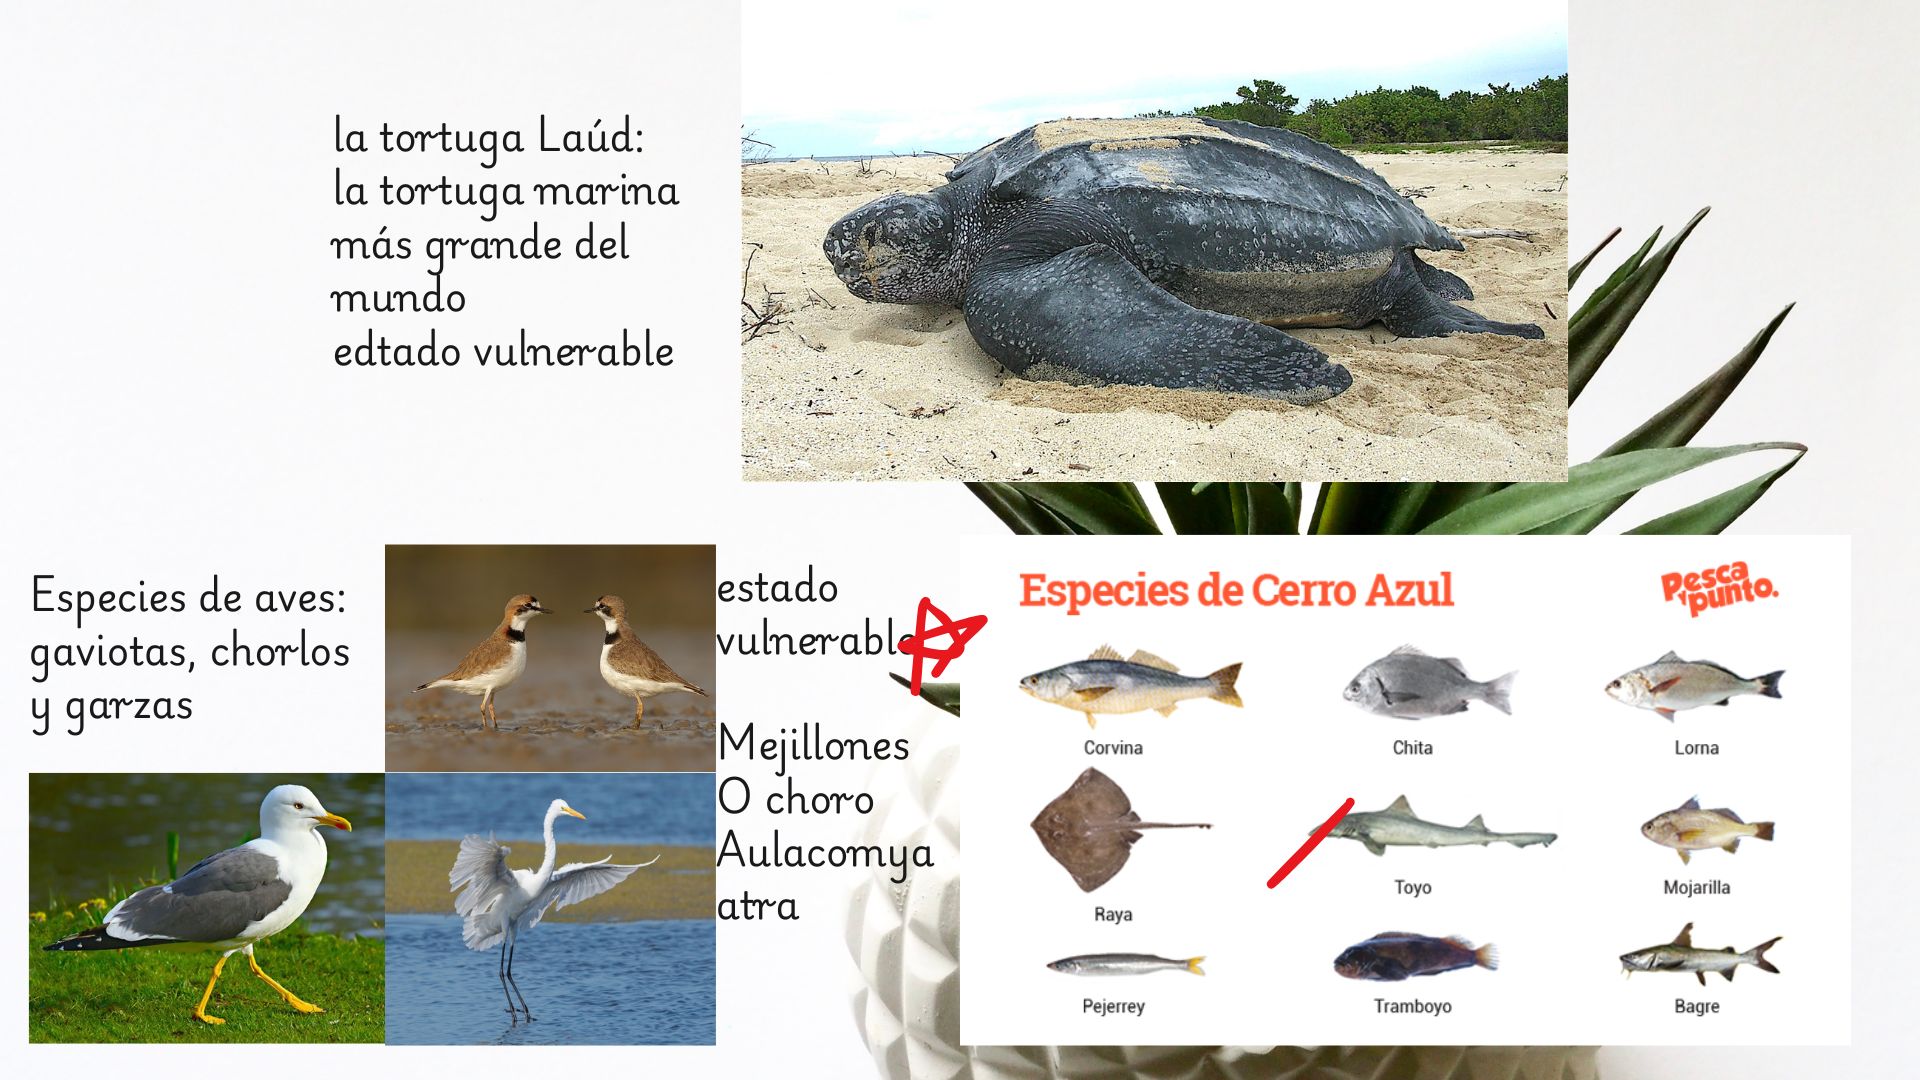 la tortuga Laúd:
la tortuga marina
más grande del
mundo
edtado vulnerable
Especies de aves:
gaviotas, chorlos
y garzas
estado
vulnerable
Mejillones
O choro
Aulacomya
atra
Especies de Cerro Azul
Pesca
y punto.
Corvina
Chita
Lorna
Raya
Toyo
Mojarilla
Pejerrey
Tramboyo
Bagre